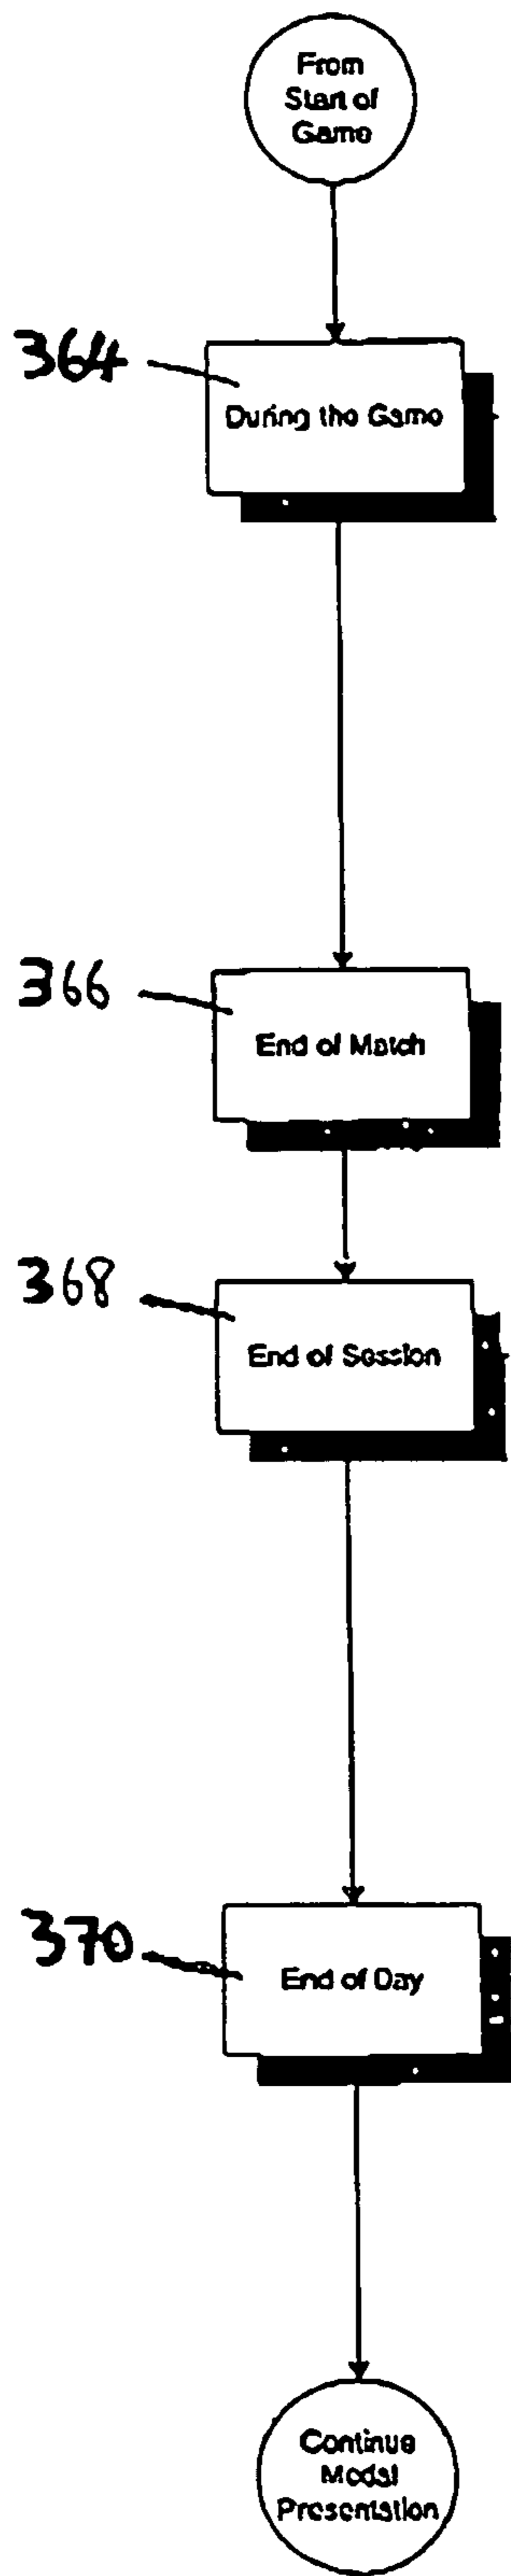 From
Start of
Game
364
During the Game
366
End of Match
368
End of Session
370
End of Day
Continue
Medal
Presentation